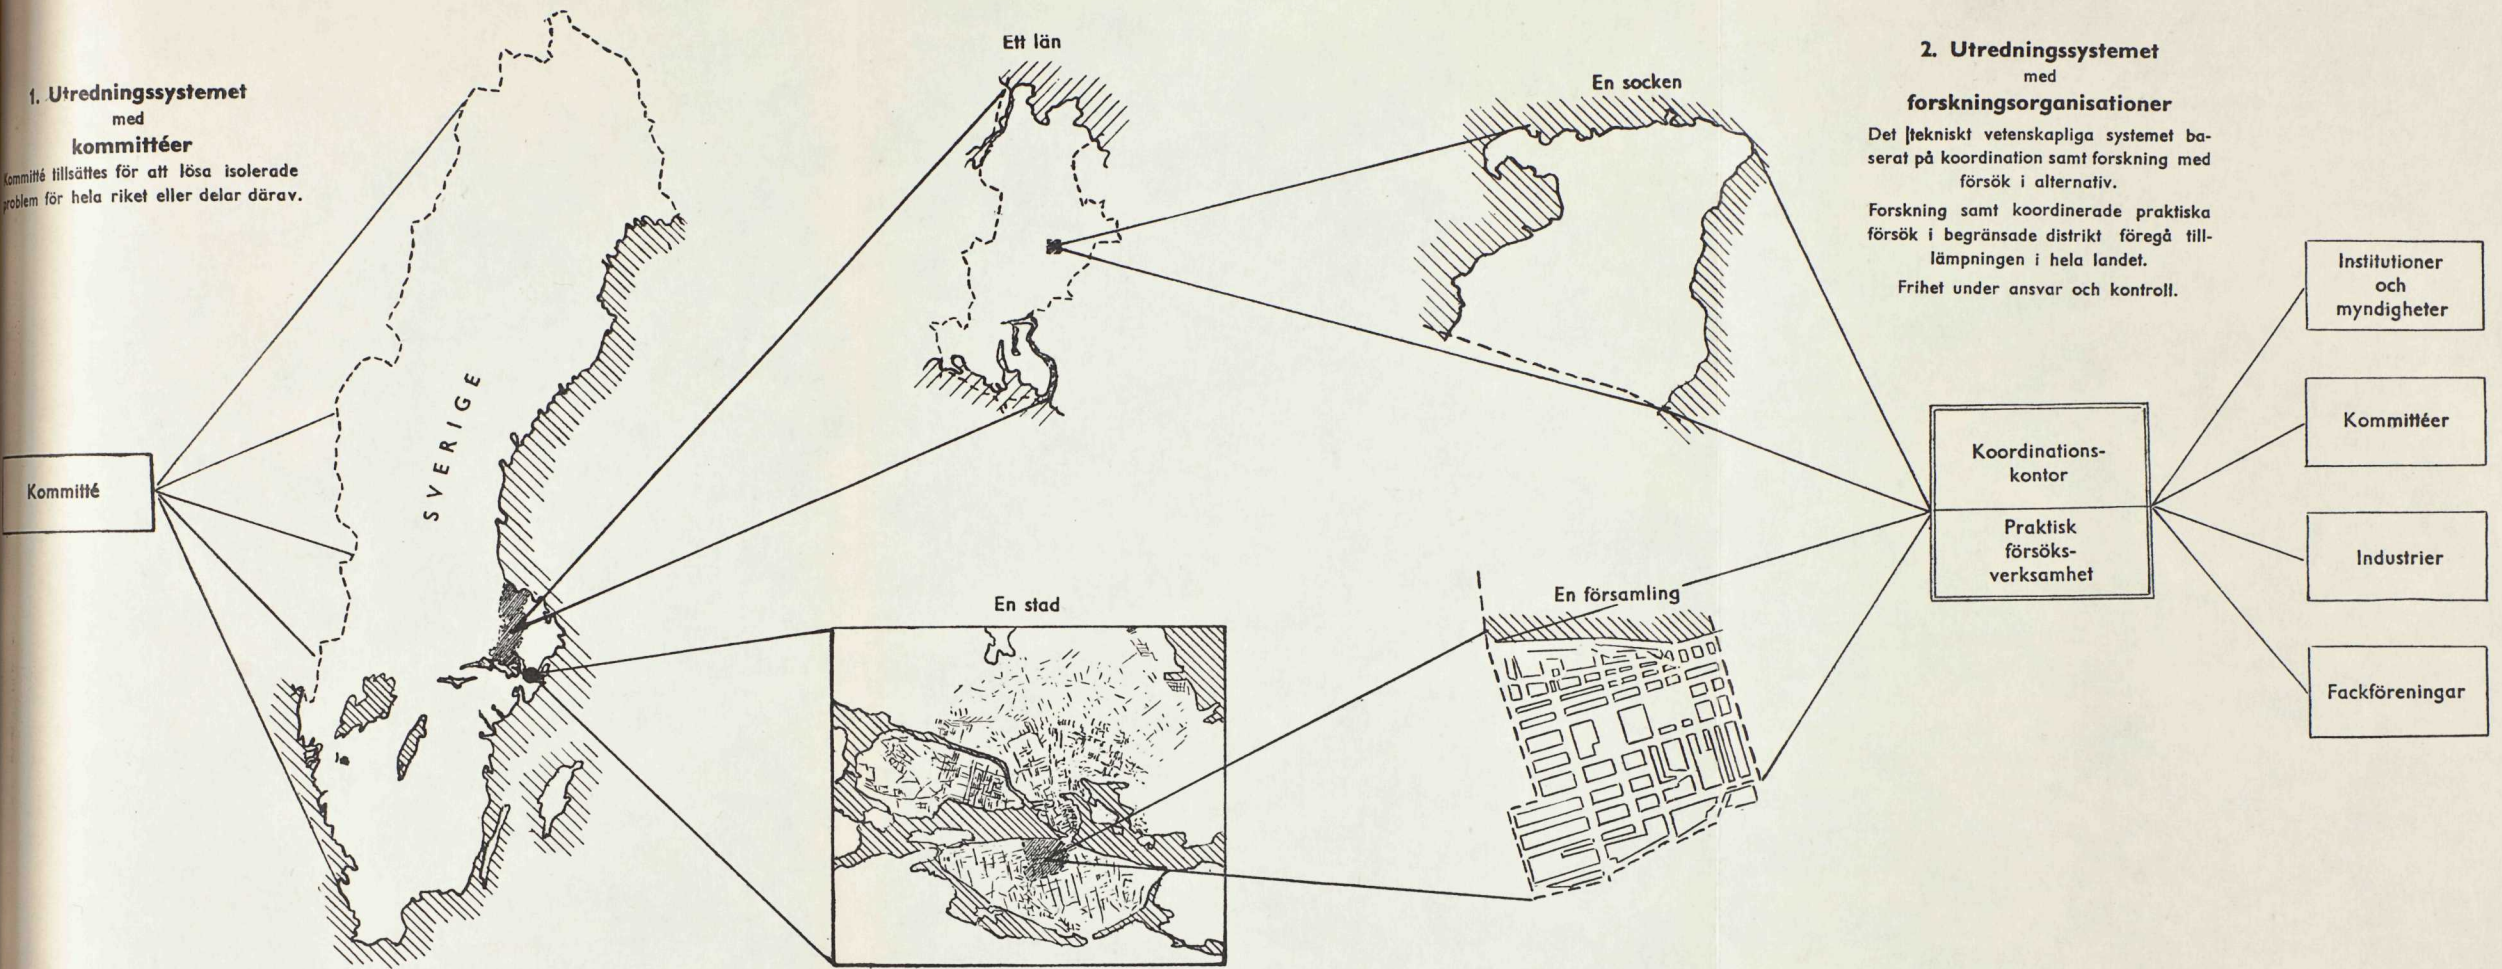 1. Utredningssystemet
med
kommittéer
Kommitté tillsättes för att lösa isolerade
problem för hela riket eller delar därav.
Kommitté
SVERIGE
Ett län
En stad
En socken
En församling
2. Utredningssystemet
med
forskningsorganisationer
Det tekniskt vetenskapliga systemet ba-
serat på koordination samt forskning med
försök i alternativ.
Forskning samt koordinerade praktiska
försök i begränsade distrikt föregå till-
lämpningen i hela landet.
Frihet under ansvar och kontroll.
Koordinations-
kontor
Praktisk
försöks-
verksamhet
Institutioner
och
myndigheter
Kommittéer
Industrier
Fackföreningar